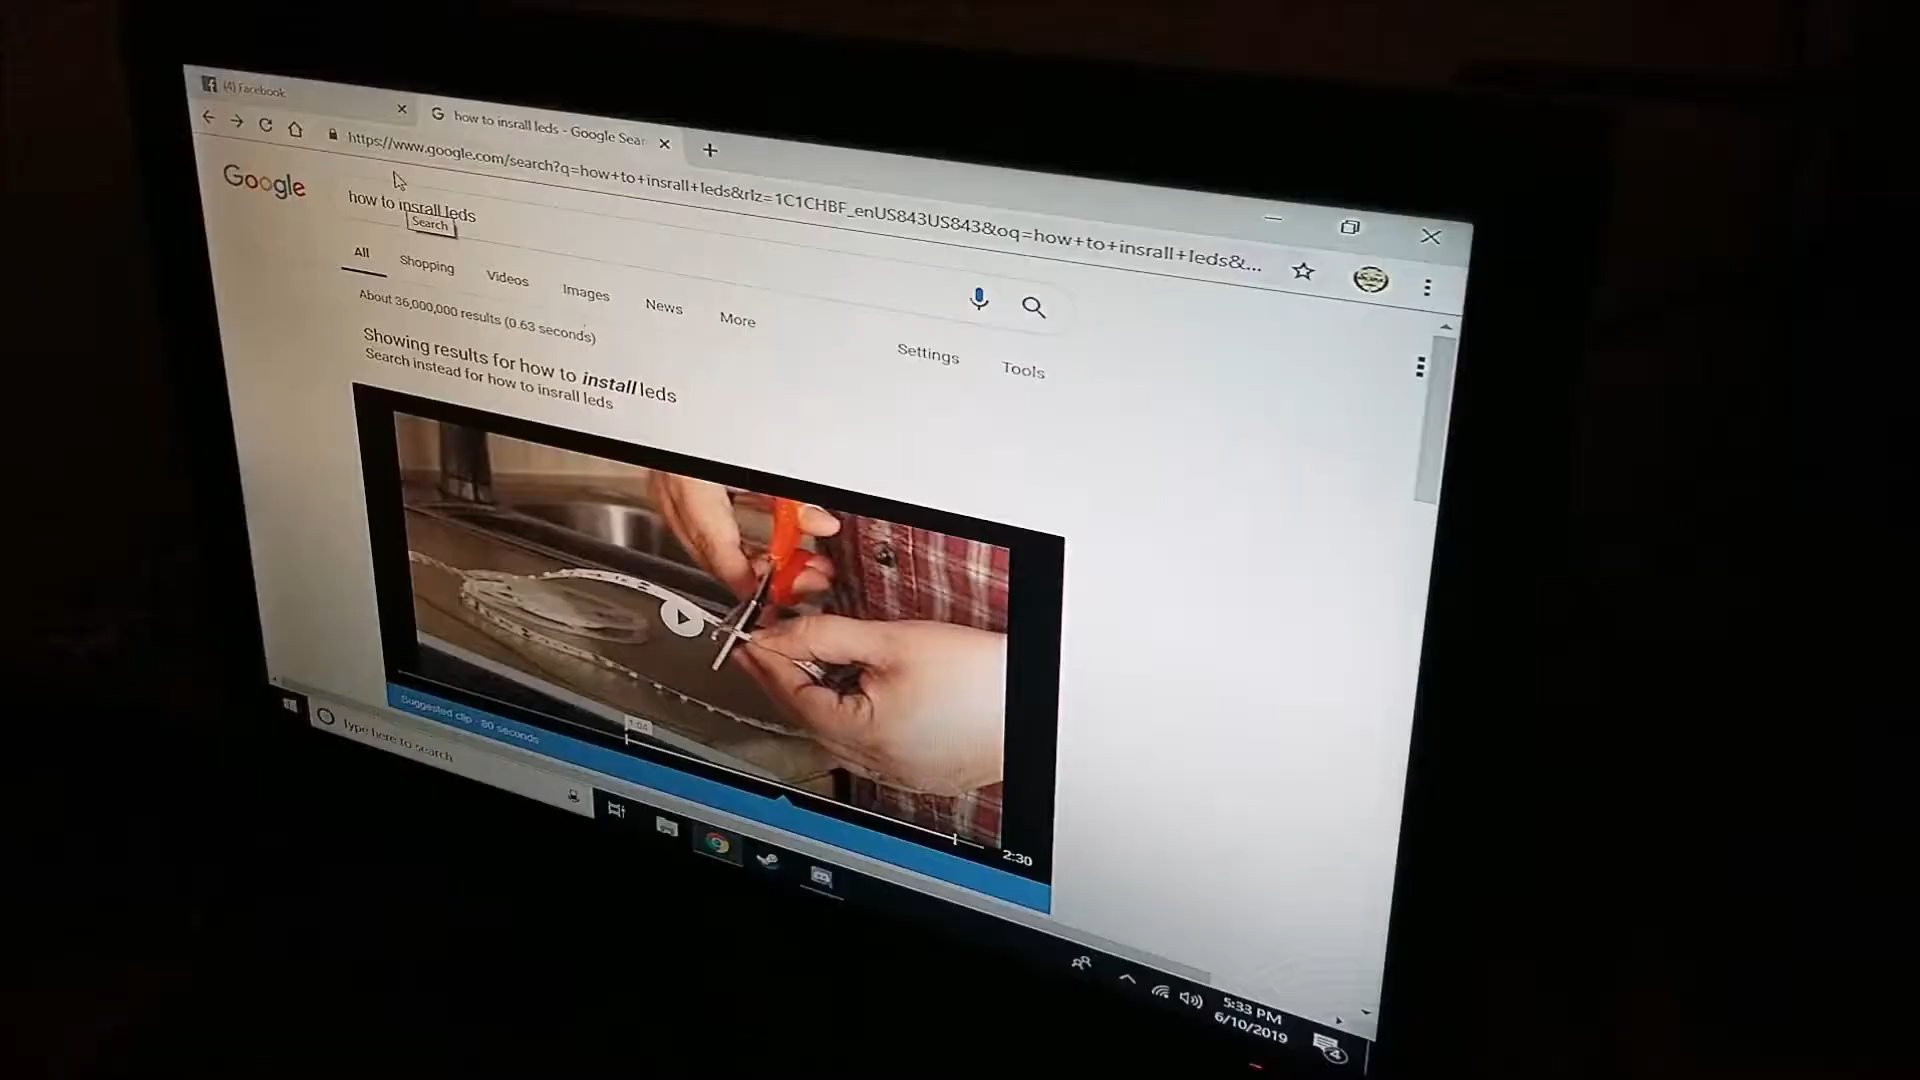 (4) Facebook
how to insrall leds - Google Sear
https://www.google.com/search?q=how+to+insrall+leds&rlz=1C1CHBF_enUS843US843&oq=how+to+insrall+leds&...
Google
how to insrall leds
Search
All Shopping Videos Images News More Settings Tools
About 36,000,000 results (0.63 seconds)
Showing results for how to install leds
Search instead for how to insrall leds
1:04
2:30
Suggested clip · 80 seconds
Type here to search
5:33 PM
6/10/2019
4